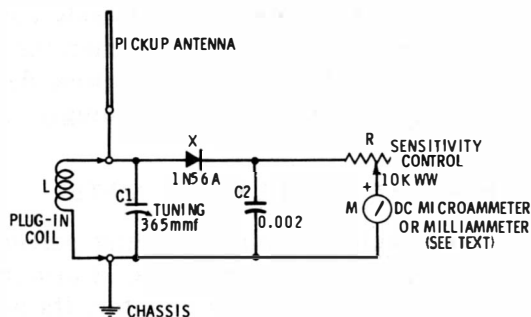 PICKUP ANTENNA
X
1N56A
R
SENSITIVITY
CONTROL
10K WW
L
PLUG-IN
COIL
C1
TUNING
365mmf
C2
0.002
+
M
DC MICROAMMETER
OR MILLIAMMETER
(SEE TEXT)
CHASSIS